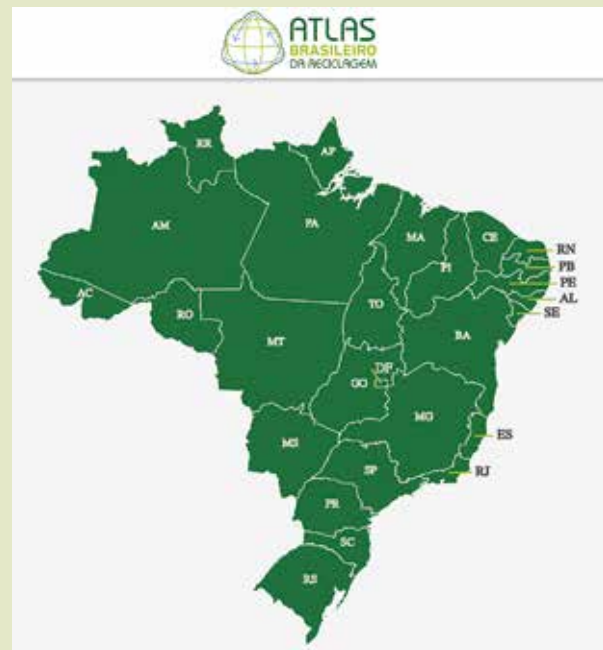 ATLAS
BRASILEIRO
DA RECICLAGEM
RR
AP
AM
PA
MA
CE
RN
PB
PI
PE
AC
AL
TO
SE
RO
BA
MT
DF
GO
MG
ES
MS
SP
RJ
PR
SC
RS